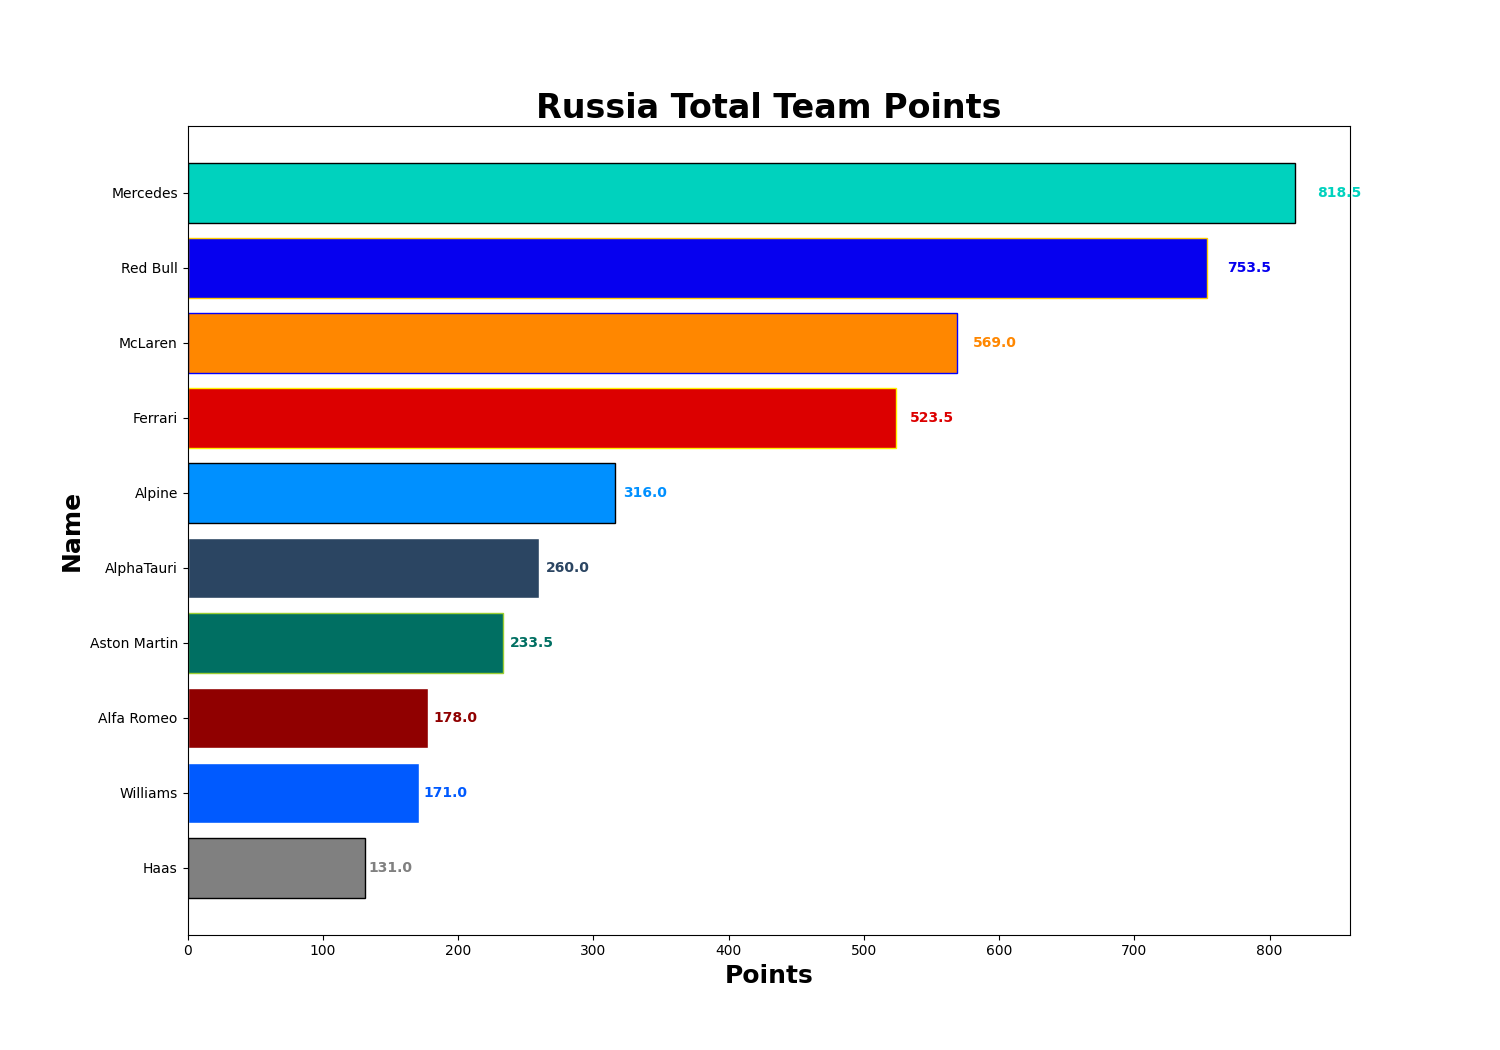 Russia Total Team Points
Mercedes 818.5
Red Bull 753.5
McLaren 569.0
Ferrari 523.5
Alpine 316.0
AlphaTauri 260.0
Aston Martin 233.5
Alfa Romeo 178.0
Williams 171.0
Haas 131.0
Name
0 100 200 300 400 500 600 700 800
Points